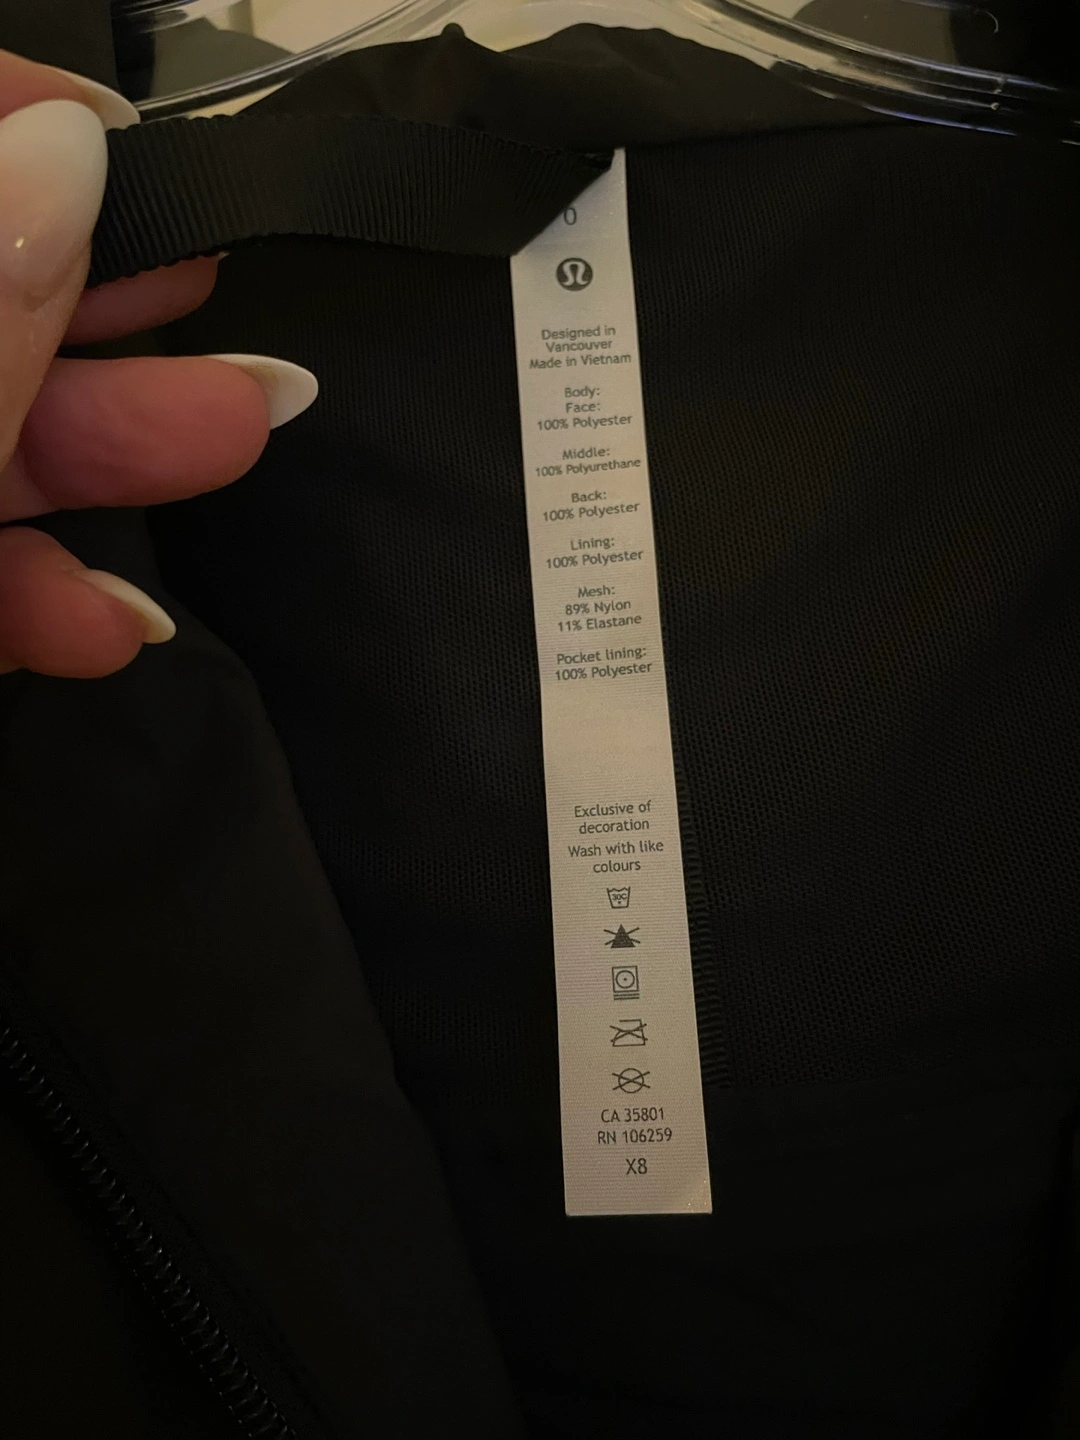 0
Designed in
Vancouver
Made in Vietnam
Body:
Face:
100% Polyester
Middle:
100% Polyurethane
Back:
100% Polyester
Lining:
100% Polyester
Mesh:
89% Nylon
11% Elastane
Pocket lining:
100% Polyester
Exclusive of
decoration
Wash with like
colours
30C
CA 35801
RN 106259
X8